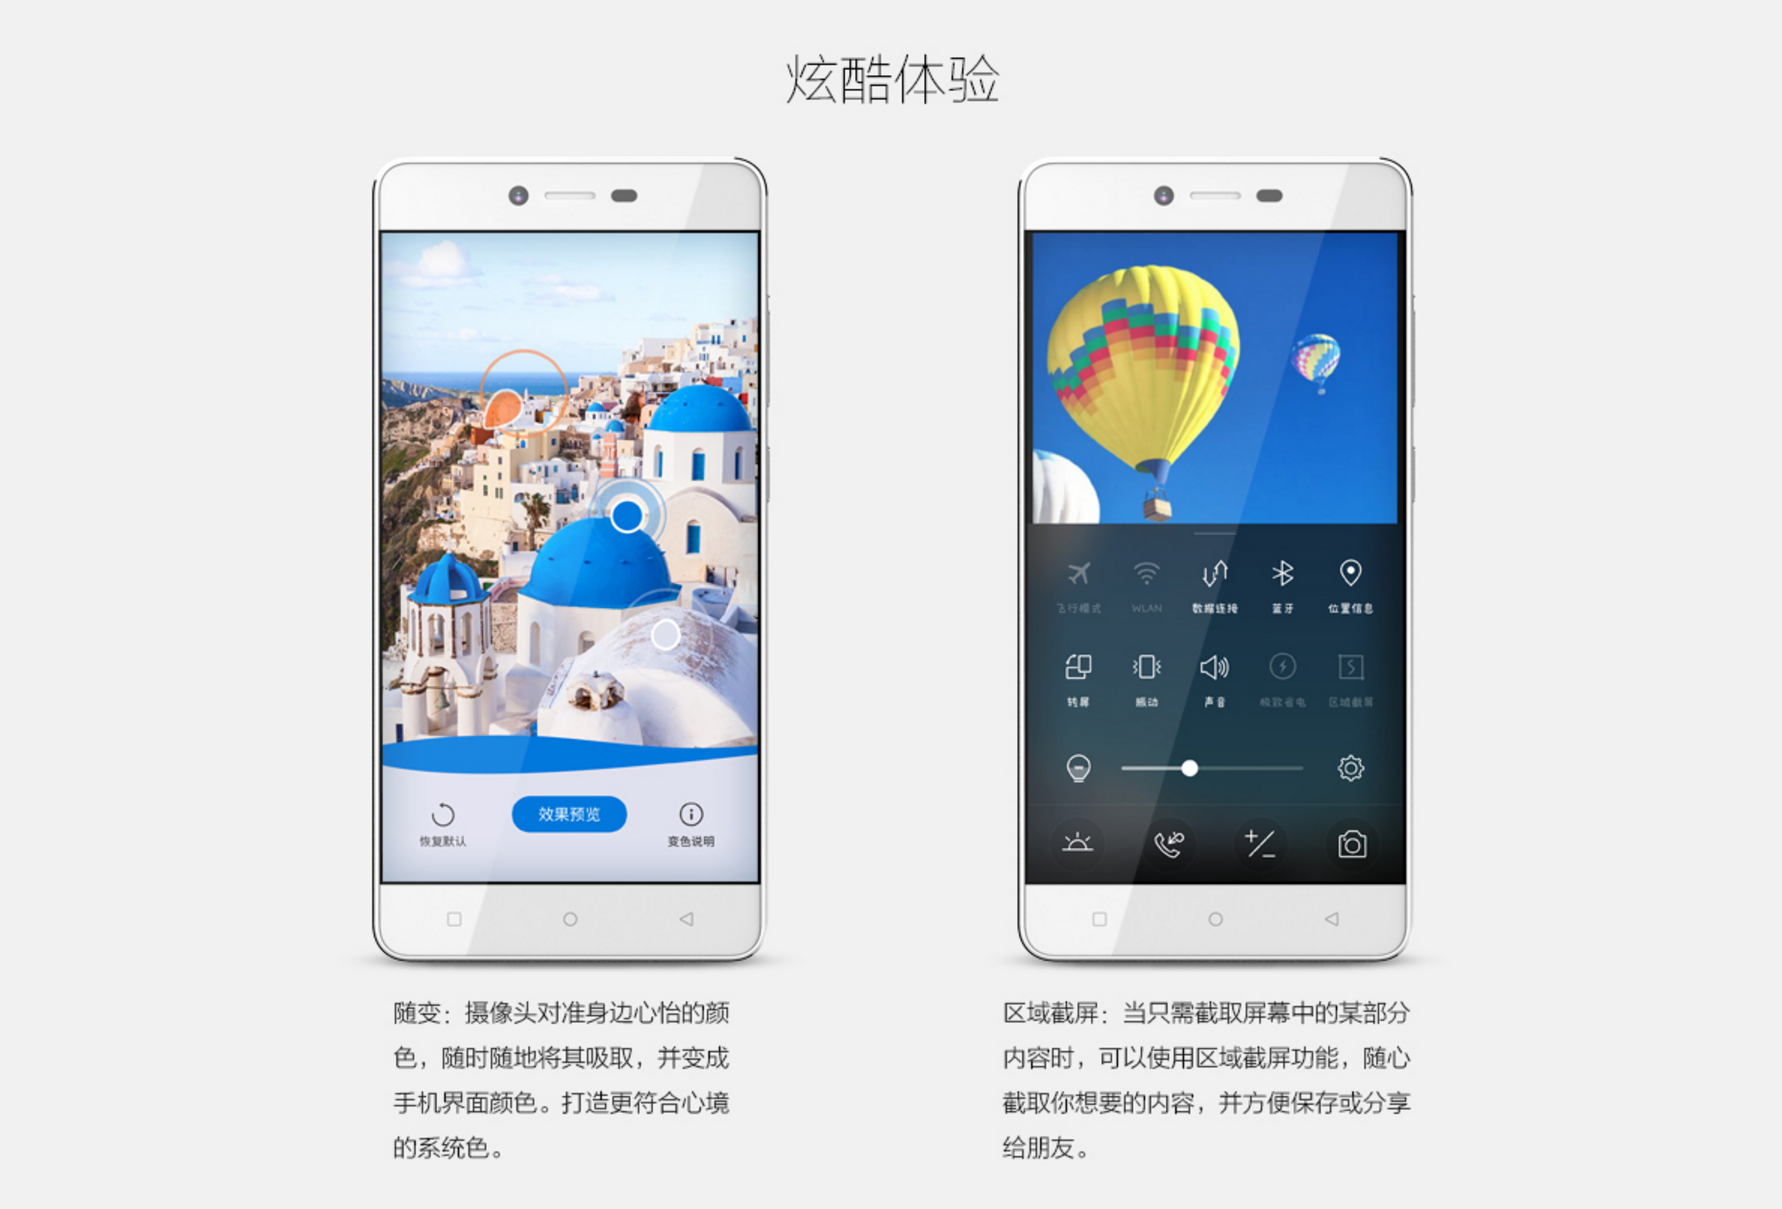 炫酷体验
恢复默认
效果预览
变色说明
飞行模式 WLAN 数据连接 蓝牙 位置信息
转屏 振动 声音 极致省电 区域截屏
随变：摄像头对准身边心怡的颜
色，随时随地将其吸取，并变成
手机界面颜色。打造更符合心境
的系统色。
区域截屏：当只需截取屏幕中的某部分
内容时，可以使用区域截屏功能，随心
截取你想要的内容，并方便保存或分享
给朋友。